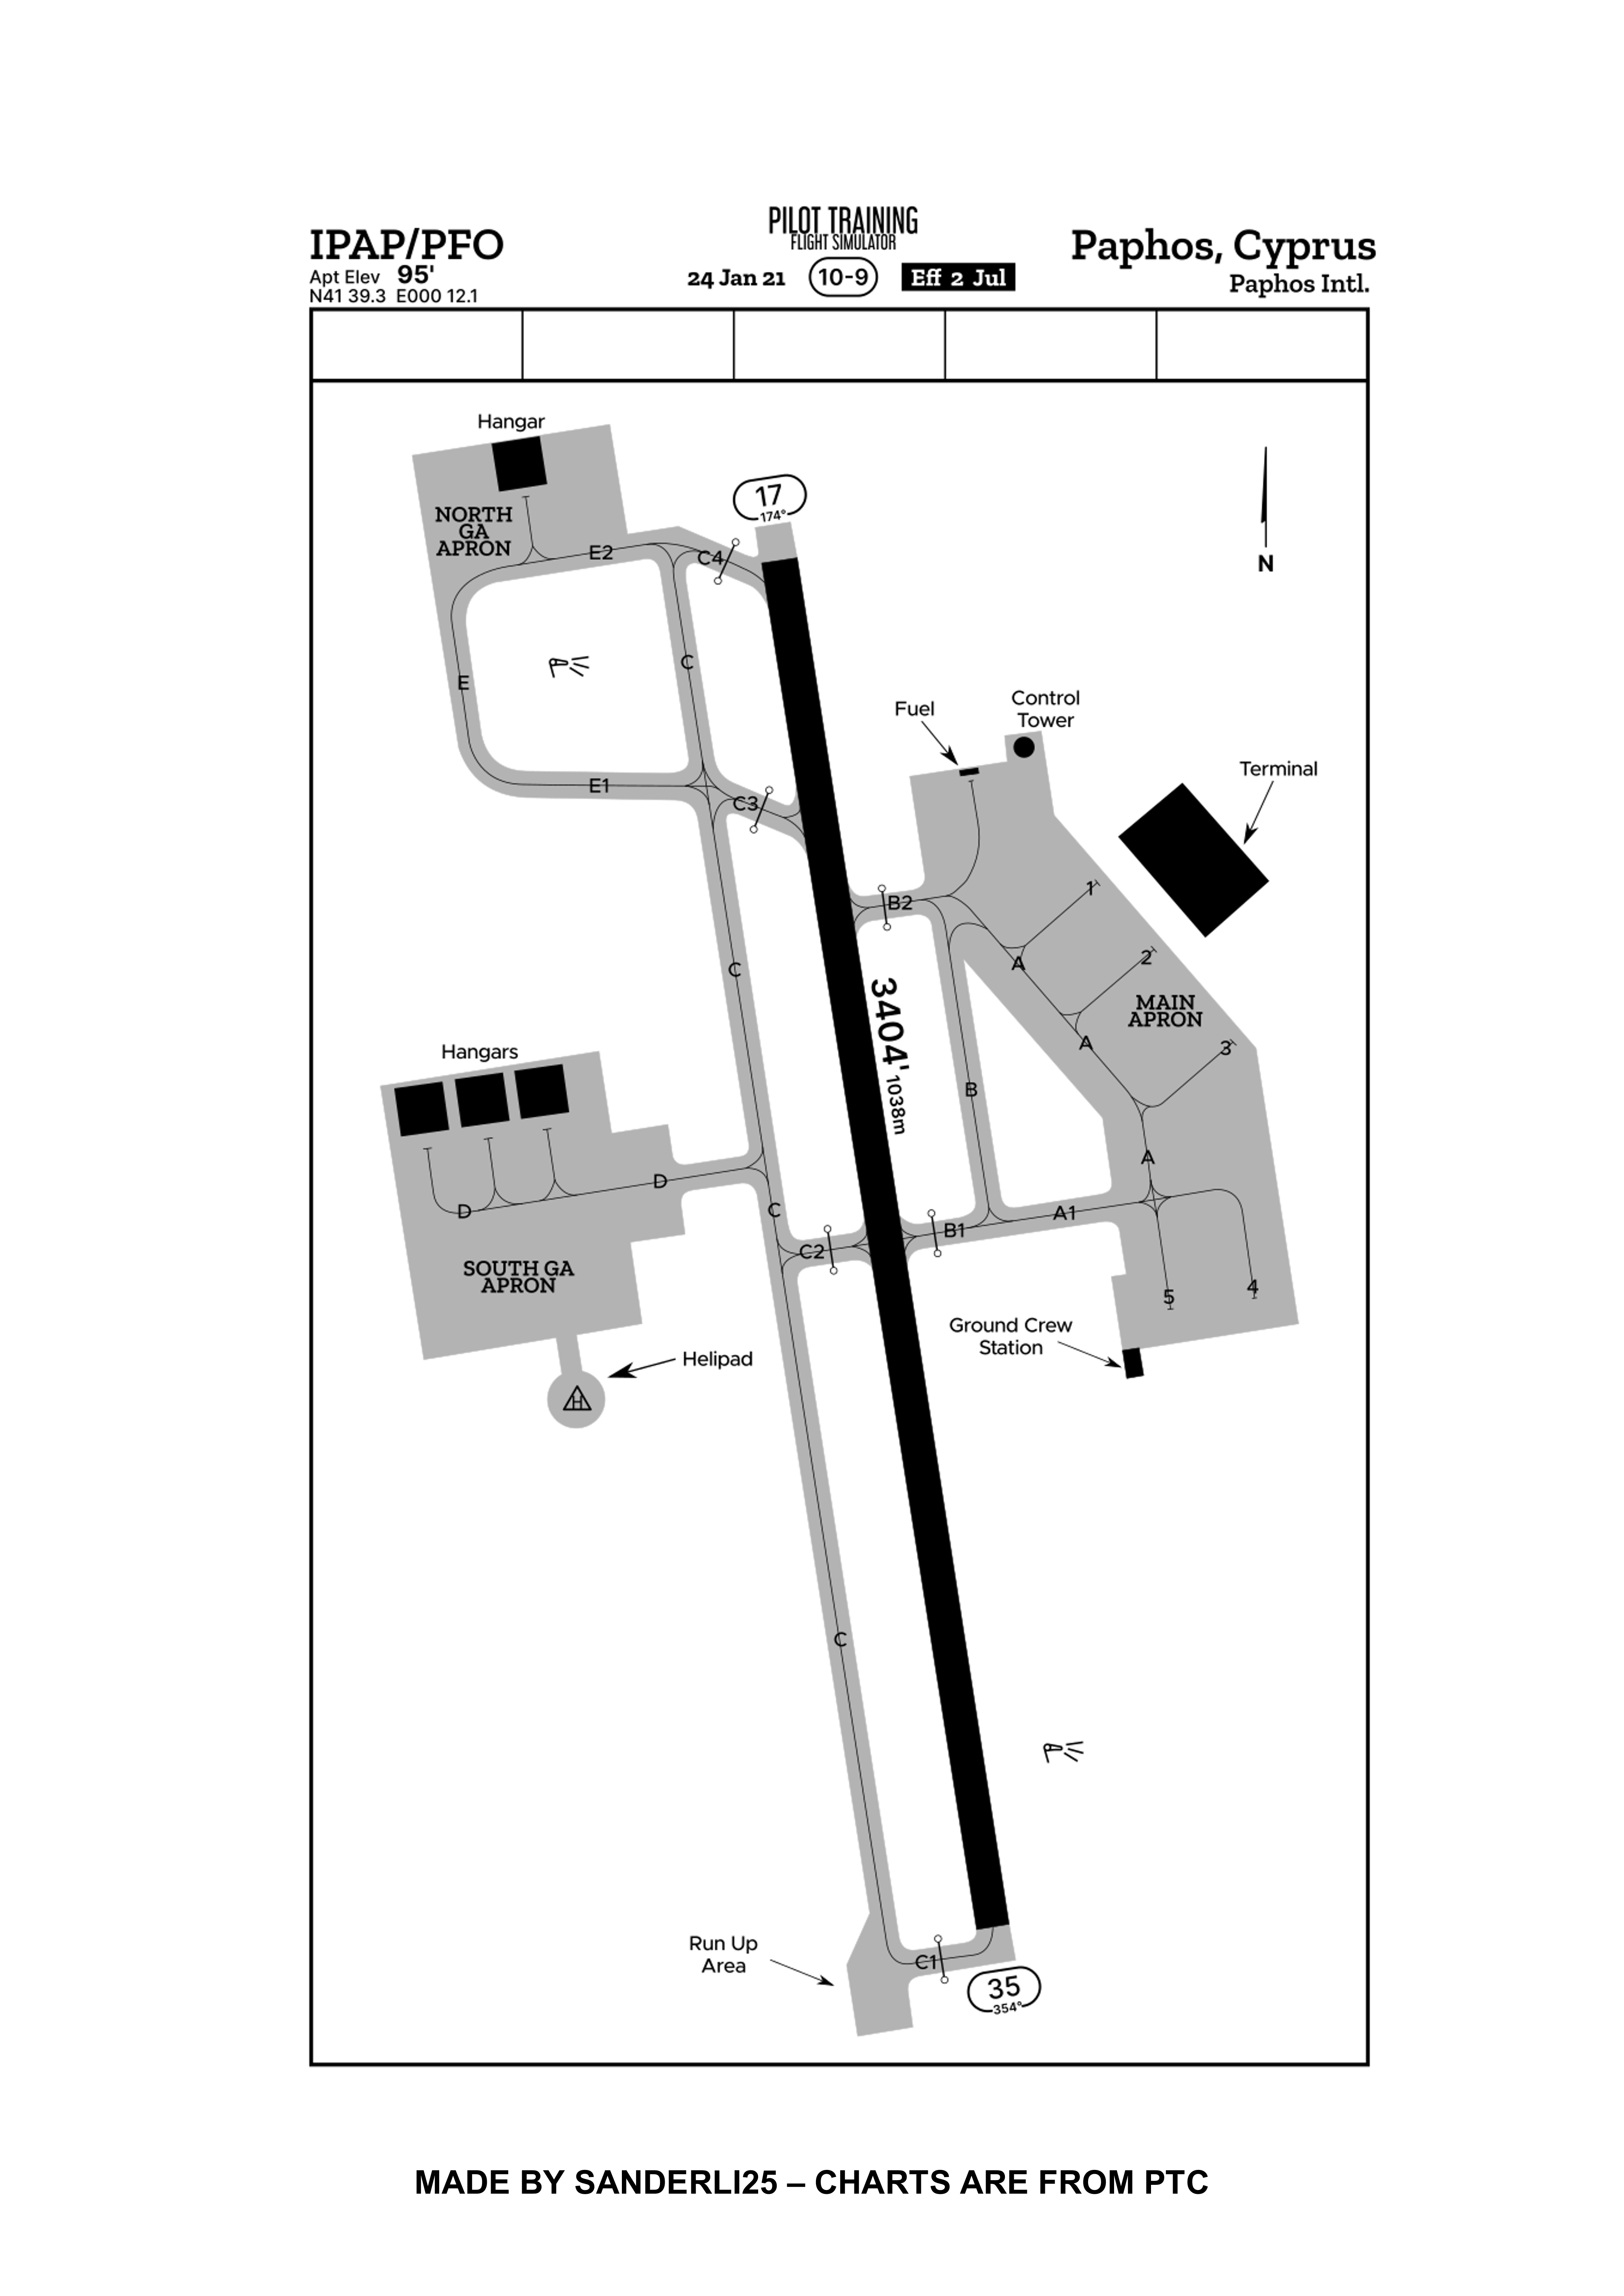 PILOT TRAINING
FLIGHT SIMULATOR
IPAP/PFO
Apt Elev 95'
N41 39.3 E000 12.1
24 Jan 21 10-9 Eff 2 Jul
Paphos, Cyprus
Paphos Intl.
Hangar
17
174°
NORTH
GA
APRON
E2
C4
N
C
E
Fuel
Control
Tower
Terminal
E1
C3
1
B2
2
A
C
MAIN
APRON
3404'
1038m
A
3
Hangars
B
A
D
D
C
A1
B1
C2
SOUTH GA
APRON
5
4
Ground Crew
Station
Helipad
H
C
Run Up
Area
C1
35
354°
MADE BY SANDERLI25 – CHARTS ARE FROM PTC